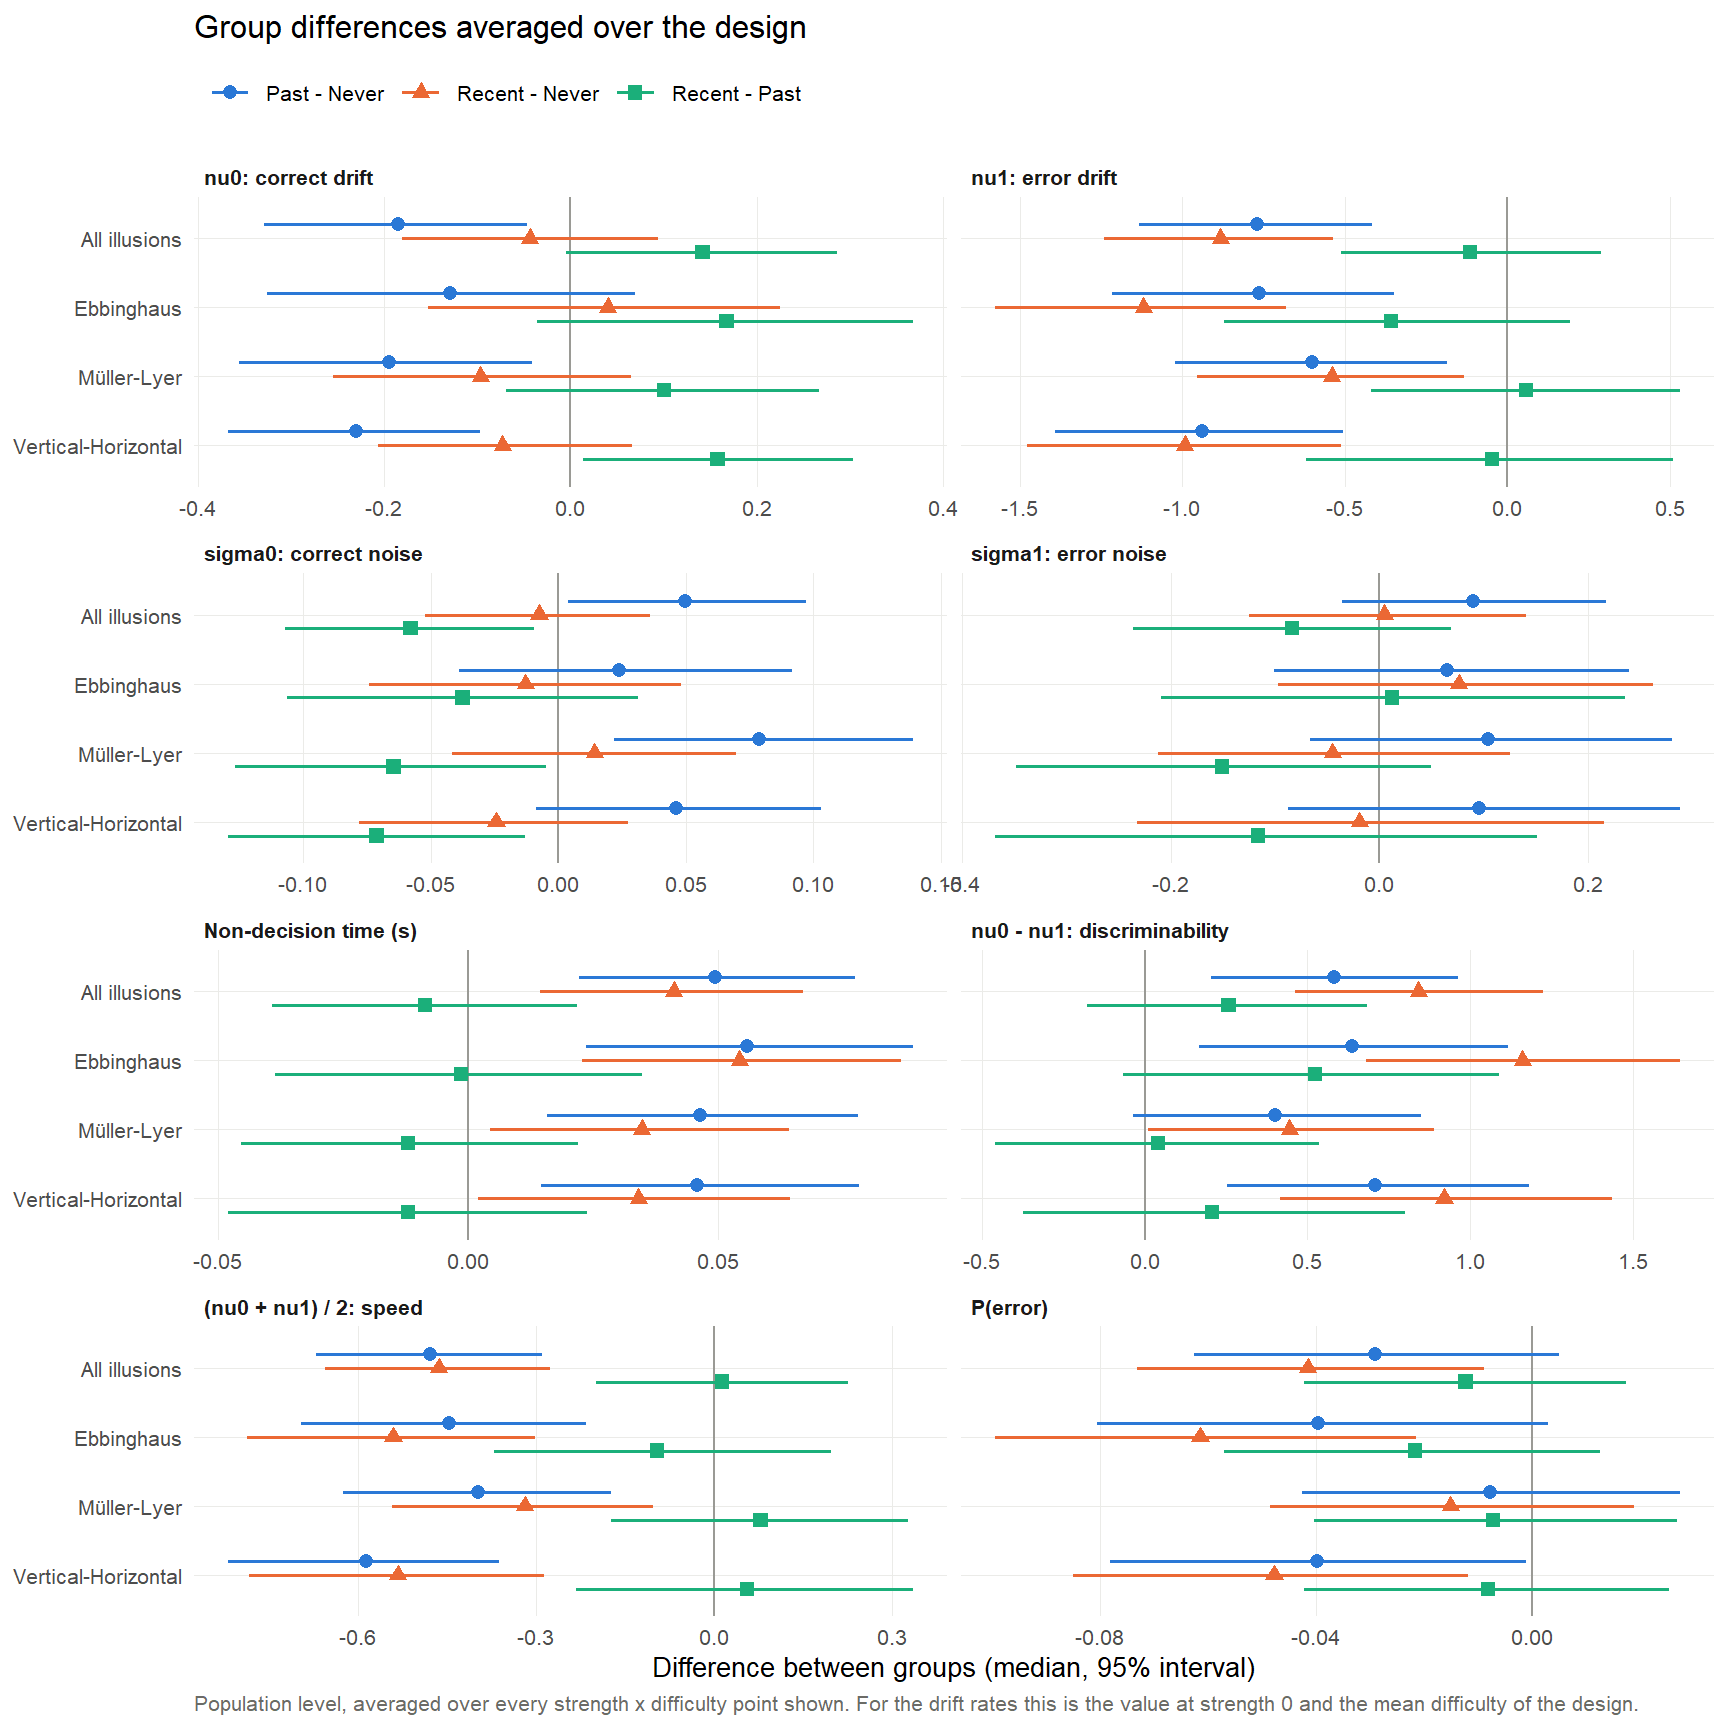 Group differences averaged over the design
Past - Never Recent - Never Recent - Past
nu0: correct drift
nu1: error drift
All illusions
Ebbinghaus
Müller-Lyer
Vertical-Horizontal
-0.4 -0.2 0.0 0.2 0.4
-1.5 -1.0 -0.5 0.0 0.5
sigma0: correct noise
sigma1: error noise
All illusions
Ebbinghaus
Müller-Lyer
Vertical-Horizontal
-0.10 -0.05 0.00 0.05 0.10 0.15
-0.4 -0.2 0.0 0.2
Non-decision time (s)
nu0 - nu1: discriminability
All illusions
Ebbinghaus
Müller-Lyer
Vertical-Horizontal
-0.05 0.00 0.05
-0.5 0.0 0.5 1.0 1.5
(nu0 + nu1) / 2: speed
P(error)
All illusions
Ebbinghaus
Müller-Lyer
Vertical-Horizontal
-0.6 -0.3 0.0 0.3
-0.08 -0.04 0.00
Difference between groups (median, 95% interval)
Population level, averaged over every strength x difficulty point shown. For the drift rates this is the value at strength 0 and the mean difficulty of the design.